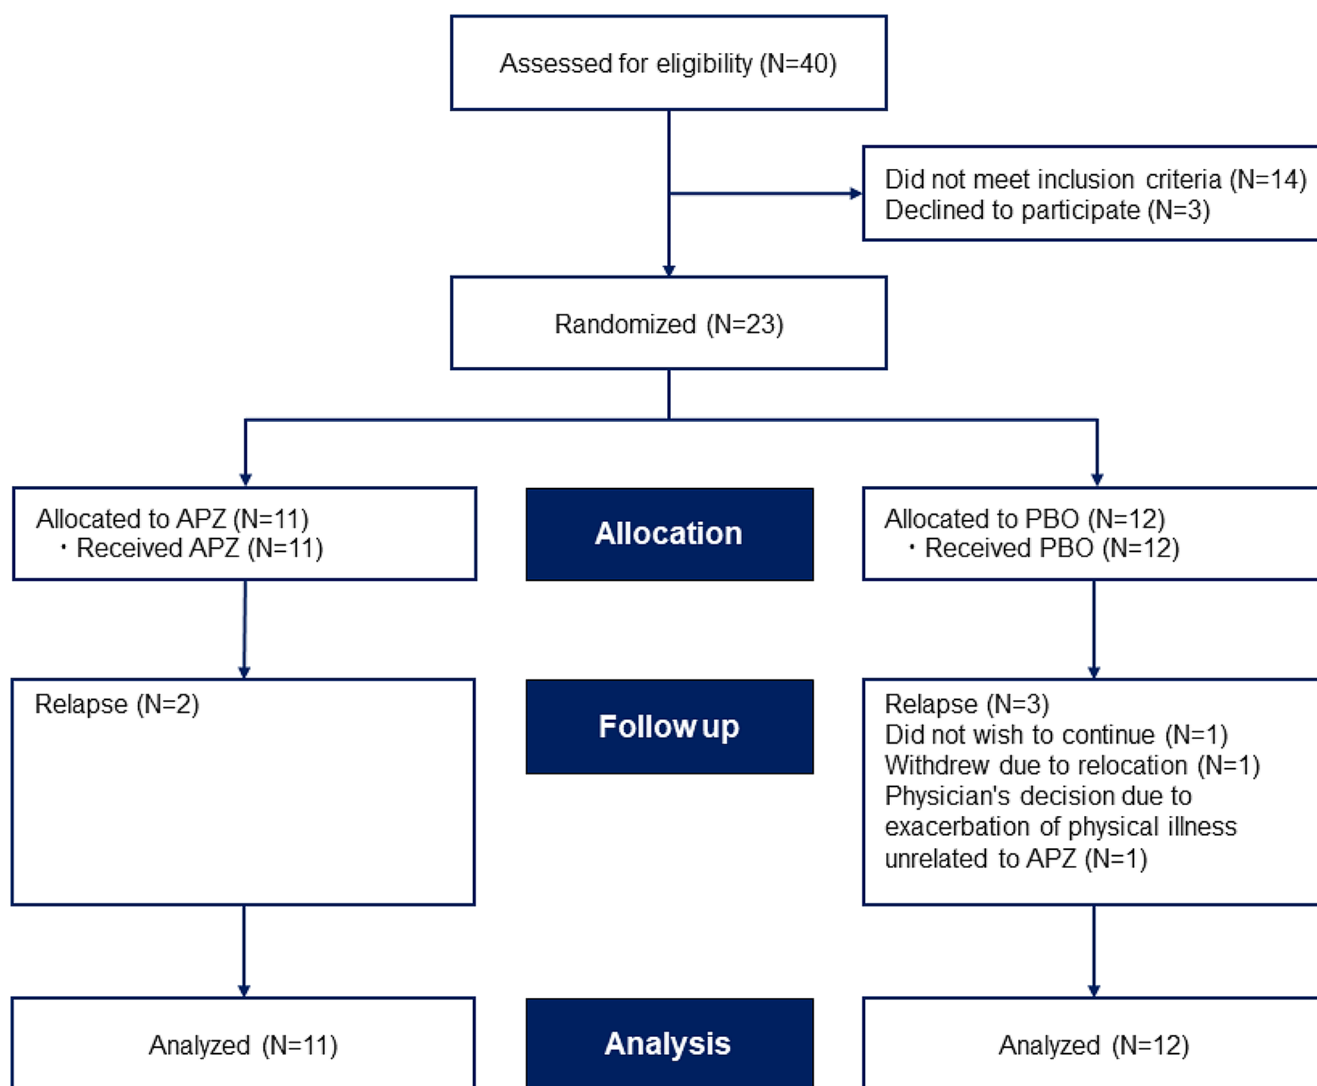 Assessed for eligibility (N=40)
Did not meet inclusion criteria (N=14)
Declined to participate (N=3)
Randomized (N=23)
Allocated to APZ (N=11)
・Received APZ (N=11)
Allocation
Allocated to PBO (N=12)
・Received PBO (N=12)
Relapse (N=2)
Follow up
Relapse (N=3)
Did not wish to continue (N=1)
Withdrew due to relocation (N=1)
Physician's decision due to
exacerbation of physical illness
unrelated to APZ (N=1)
Analyzed (N=11)
Analysis
Analyzed (N=12)